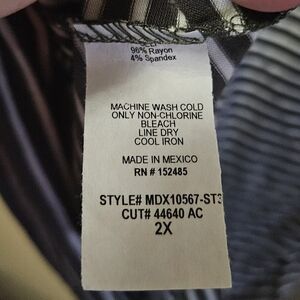 96% Rayon
4% Spandex
MACHINE WASH COLD
ONLY NON-CHLORINE
BLEACH
LINE DRY
COOL IRON
MADE IN MEXICO
RN # 152485
STYLE# MDX10567-ST3
CUT# 44640 AC
2X